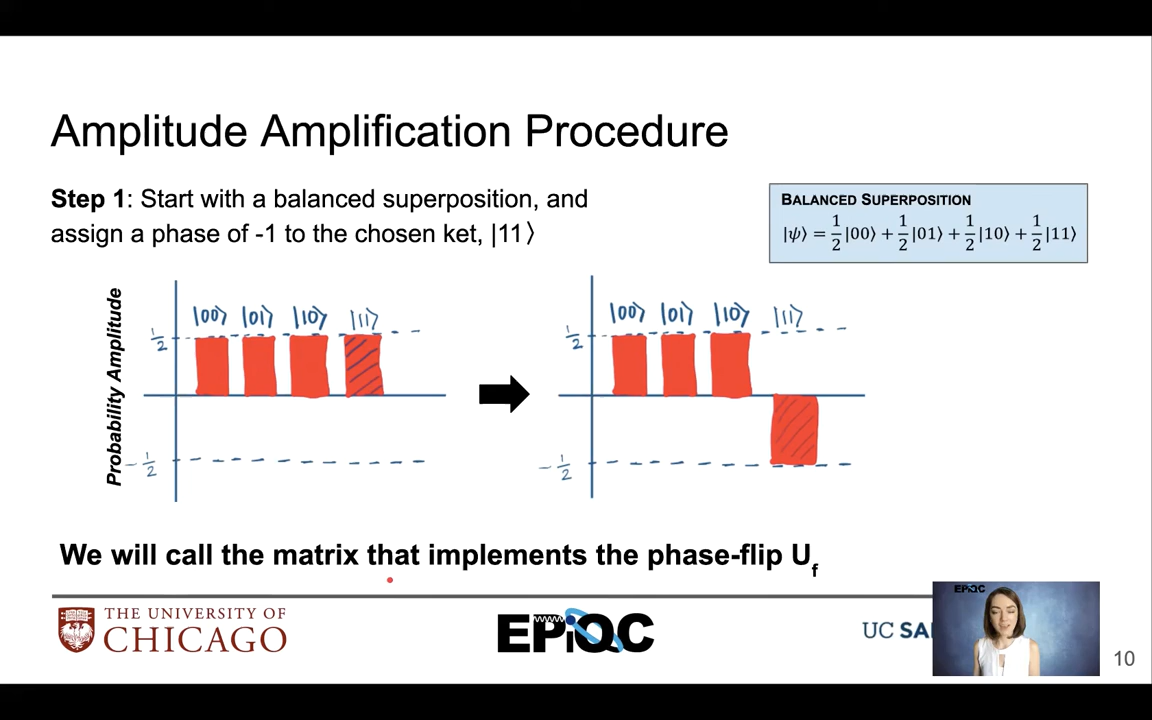 Amplitude Amplification Procedure
Step 1: Start with a balanced superposition, and
assign a phase of -1 to the chosen ket, |11⟩
BALANCED SUPERPOSITION
|ψ⟩ = 1/2 |00⟩ + 1/2 |01⟩ + 1/2 |10⟩ + 1/2 |11⟩
Probability Amplitude
|00⟩ |01⟩ |10⟩ |11⟩
1/2
-1/2
|00⟩ |01⟩ |10⟩ |11⟩
1/2
-1/2
We will call the matrix that implements the phase-flip U_f
THE UNIVERSITY OF
CHICAGO
EPiQC
UC SA
EPiQC
10